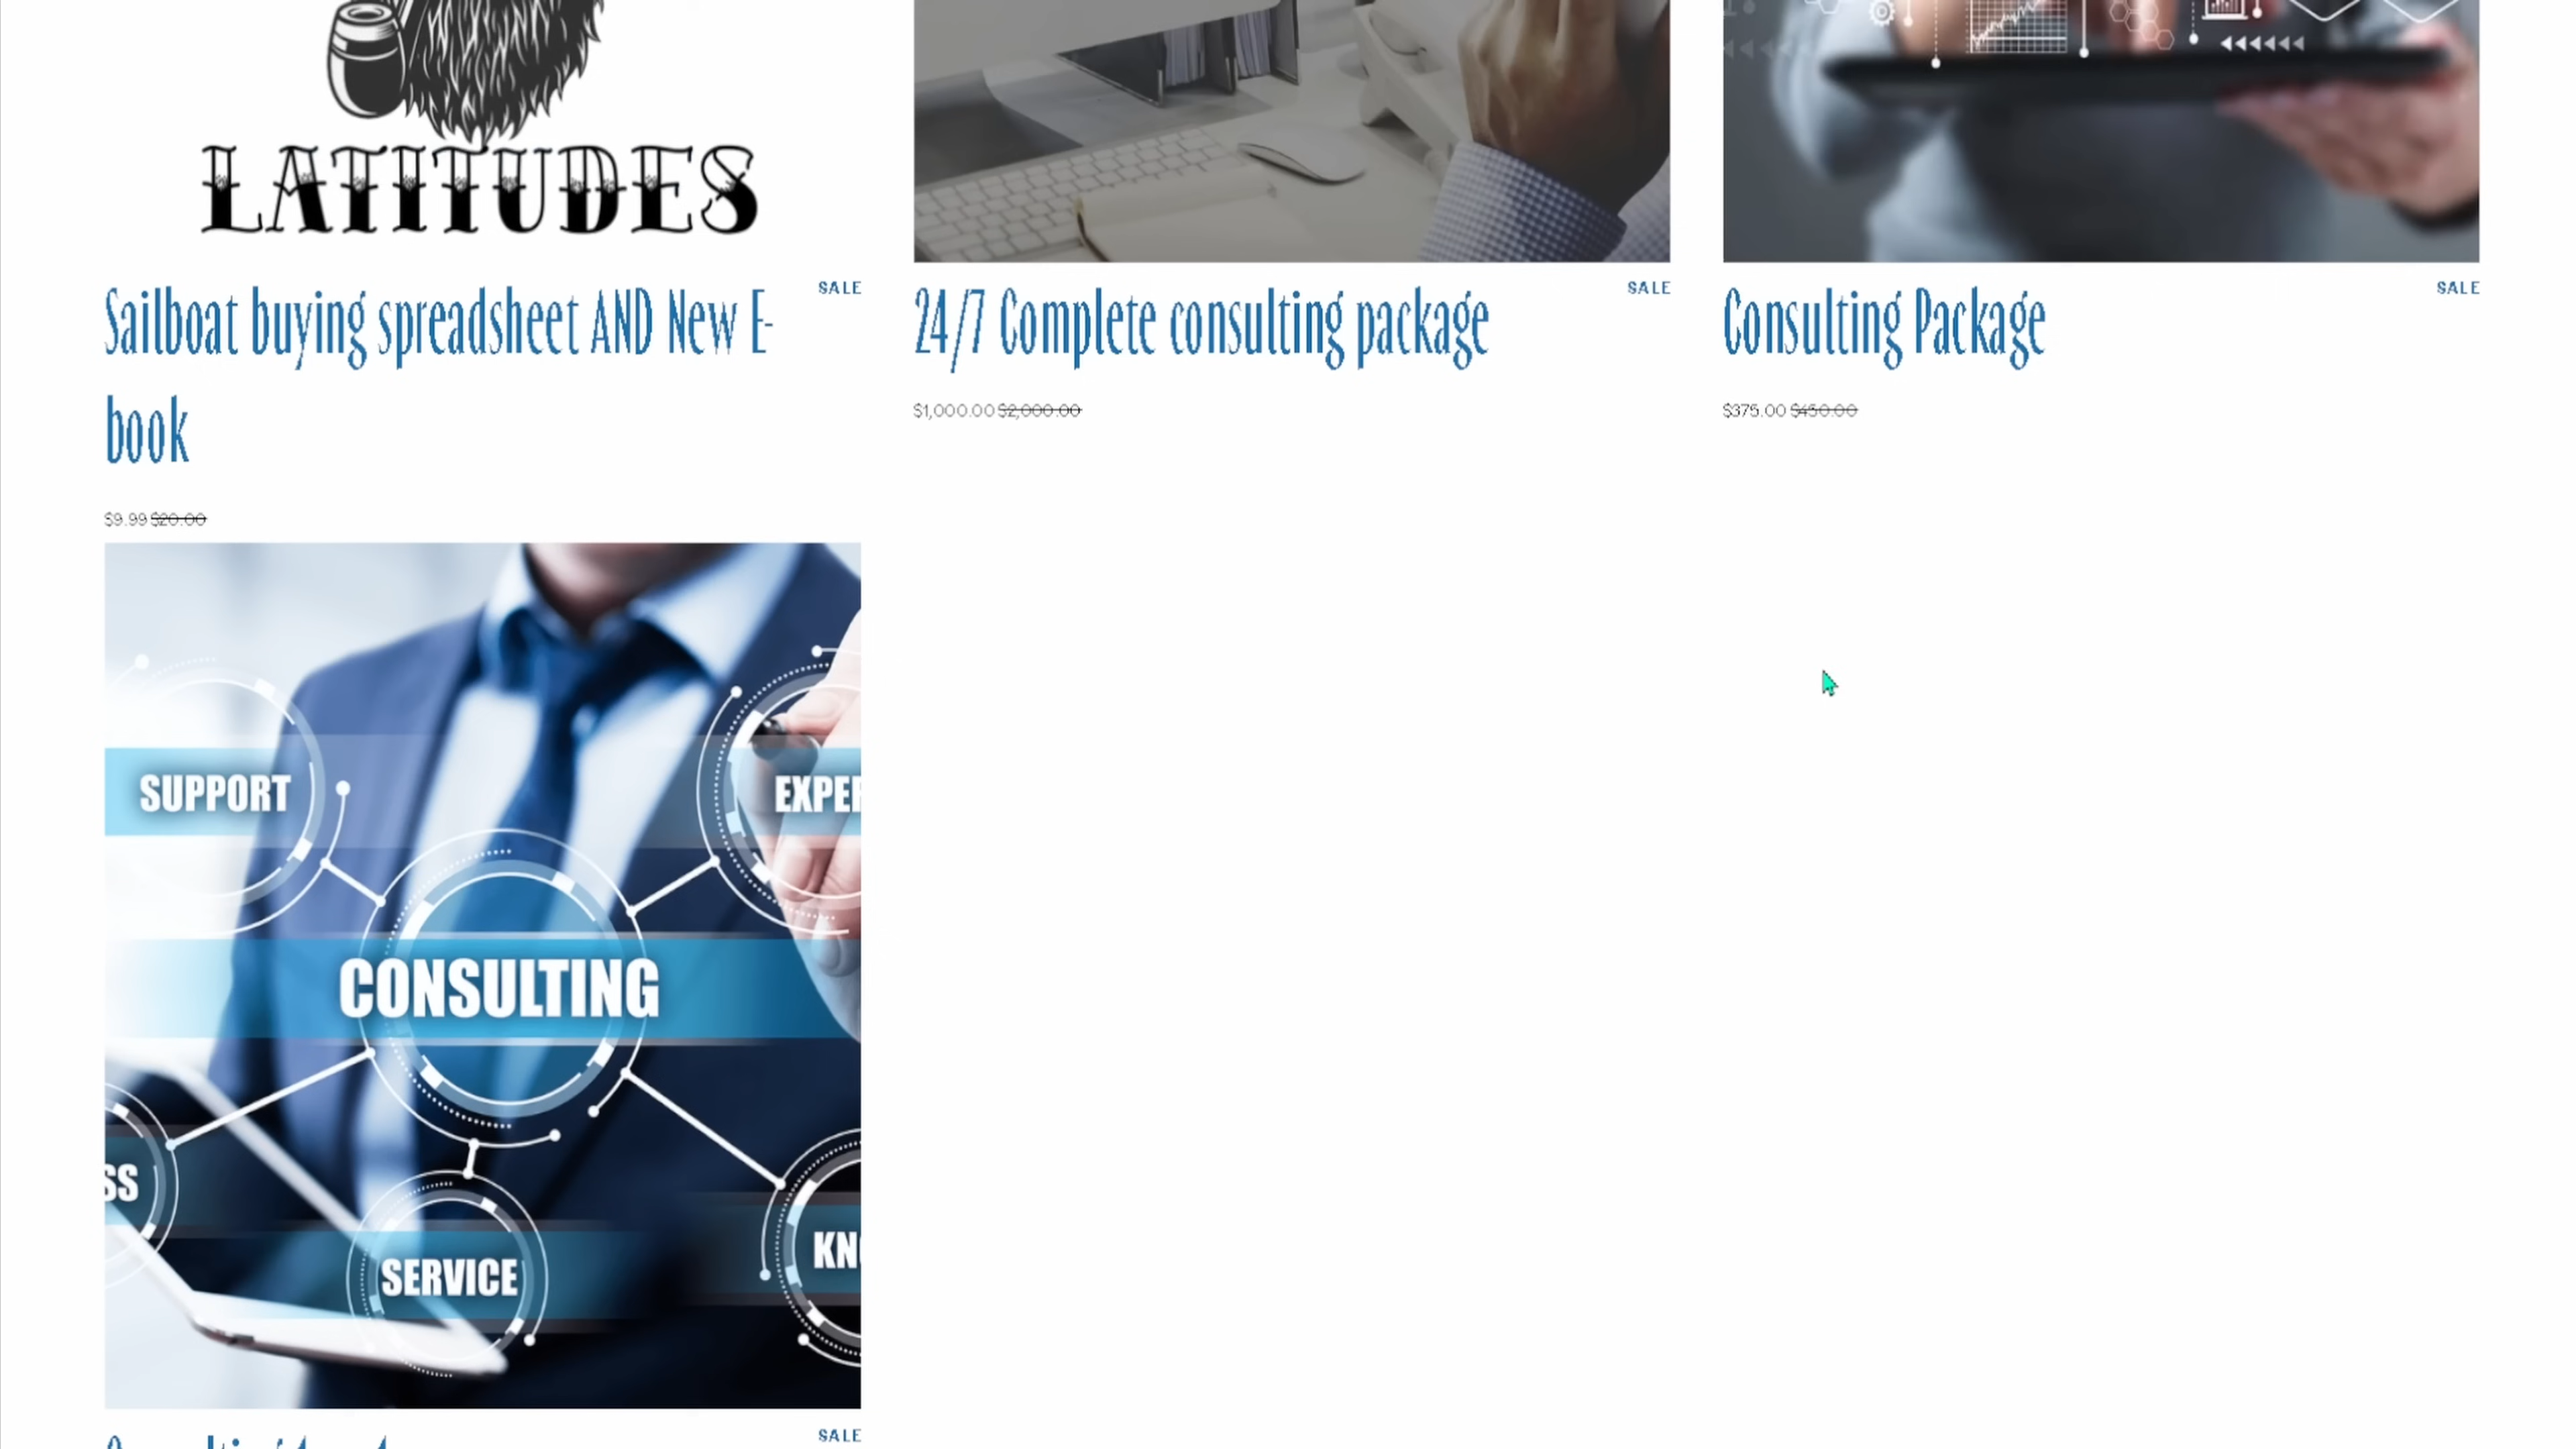 LATITUDES
Sailboat buying spreadsheet AND New E-
book
SALE
$9.99 $20.00
24/7 Complete consulting package
SALE
$1,000.00 $2,000.00
Consulting Package
SALE
$375.00 $450.00
SUPPORT
EXPER
CONSULTING
SS
SERVICE
KNO
SALE